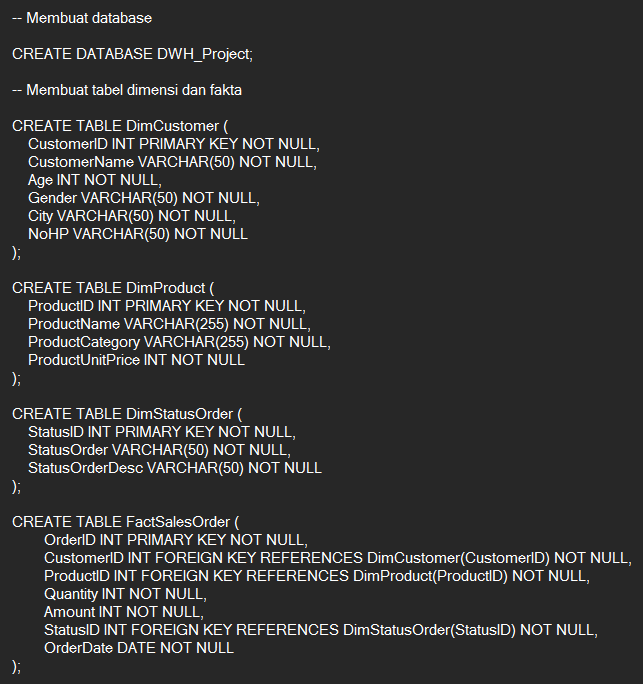 -- Membuat database
CREATE DATABASE DWH_Project;
-- Membuat tabel dimensi dan fakta
CREATE TABLE DimCustomer (
CustomerID INT PRIMARY KEY NOT NULL,
CustomerName VARCHAR(50) NOT NULL,
Age INT NOT NULL,
Gender VARCHAR(50) NOT NULL,
City VARCHAR(50) NOT NULL,
NoHP VARCHAR(50) NOT NULL
);
CREATE TABLE DimProduct (
ProductID INT PRIMARY KEY NOT NULL,
ProductName VARCHAR(255) NOT NULL,
ProductCategory VARCHAR(255) NOT NULL,
ProductUnitPrice INT NOT NULL
);
CREATE TABLE DimStatusOrder (
StatusID INT PRIMARY KEY NOT NULL,
StatusOrder VARCHAR(50) NOT NULL,
StatusOrderDesc VARCHAR(50) NOT NULL
);
CREATE TABLE FactSalesOrder (
OrderID INT PRIMARY KEY NOT NULL,
CustomerID INT FOREIGN KEY REFERENCES DimCustomer(CustomerID) NOT NULL,
ProductID INT FOREIGN KEY REFERENCES DimProduct(ProductID) NOT NULL,
Quantity INT NOT NULL,
Amount INT NOT NULL,
StatusID INT FOREIGN KEY REFERENCES DimStatusOrder(StatusID) NOT NULL,
OrderDate DATE NOT NULL
);